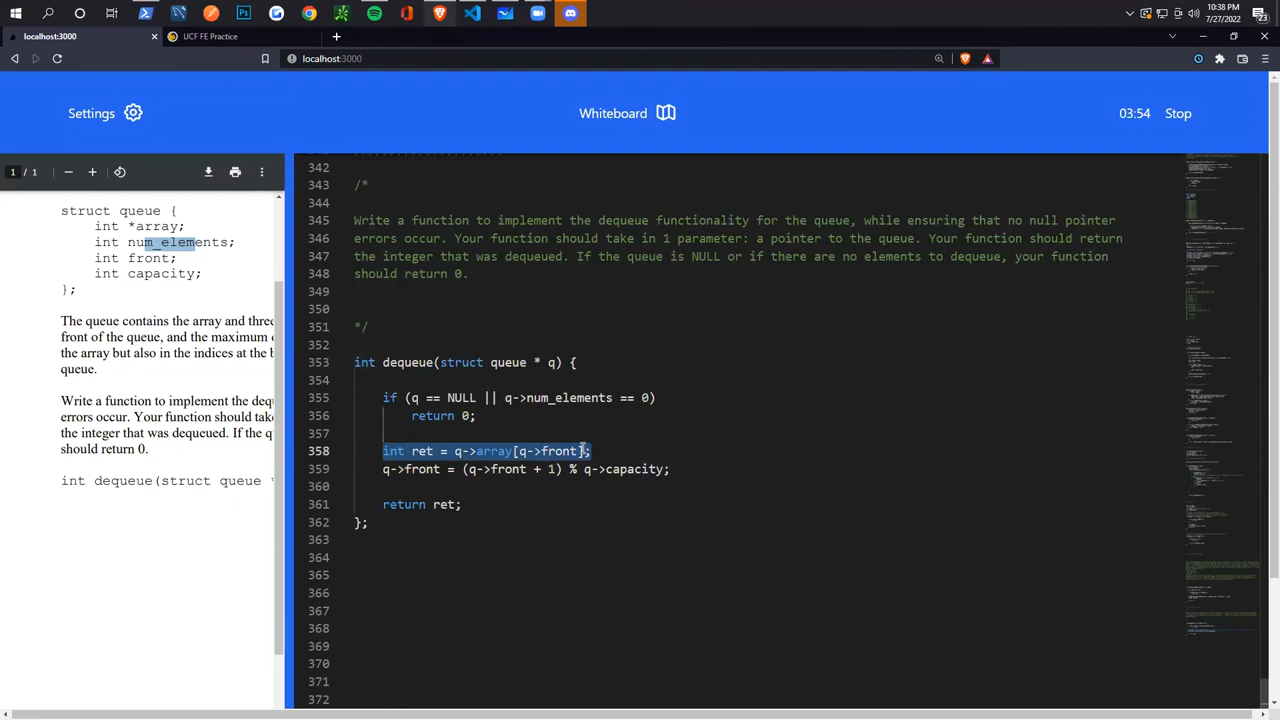 10:38 PM
7/27/2022
23
localhost:3000
UCF FE Practice
localhost:3000
Settings
Whiteboard
03:54
Stop
1 / 1
struct queue {
int *array;
int num_elements;
int front;
int capacity;
};
The queue contains the array and three
front of the queue, and the maximum
the array but also in the indices at the b
queue.
Write a function to implement the deq
errors occur. Your function should take
the integer that was dequeued. If the q
should return 0.
int dequeue(struct queue
342
343 /*
344
345 Write a function to implement the dequeue functionality for the queue, while ensuring that no null pointer
346 errors occur. Your function should take in 1 parameter, a pointer to the queue. Your function should return
347 the integer that was dequeued. If the queue is NULL or if there are no elements to dequeue, your function
348 should return 0.
349
350
351 */
352
353 int dequeue(struct queue * q) {
354
355 if (q == NULL || q->num_elements == 0)
356 return 0;
357
358 int ret = q->array[q->front];
359 q->front = (q->front + 1) % q->capacity;
360
361 return ret;
362 };
363
364
365
366
367
368
369
370
371
372